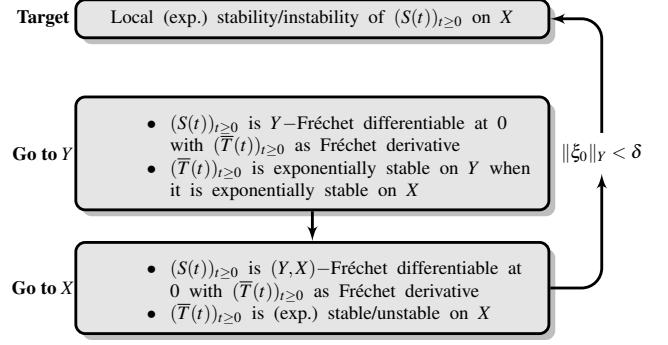 Target Local (exp.) stability/instability of (S(t))_{t≥0} on X
• (S(t))_{t≥0} is Y−Fréchet differentiable at 0
with (T̅(t))_{t≥0} as Fréchet derivative
Go to Y
• (T̅(t))_{t≥0} is exponentially stable on Y when
it is exponentially stable on X
‖ξ₀‖_Y < δ
• (S(t))_{t≥0} is (Y,X)−Fréchet differentiable at
Go to X 0 with (T̅(t))_{t≥0} as Fréchet derivative
• (T̅(t))_{t≥0} is (exp.) stable/unstable on X